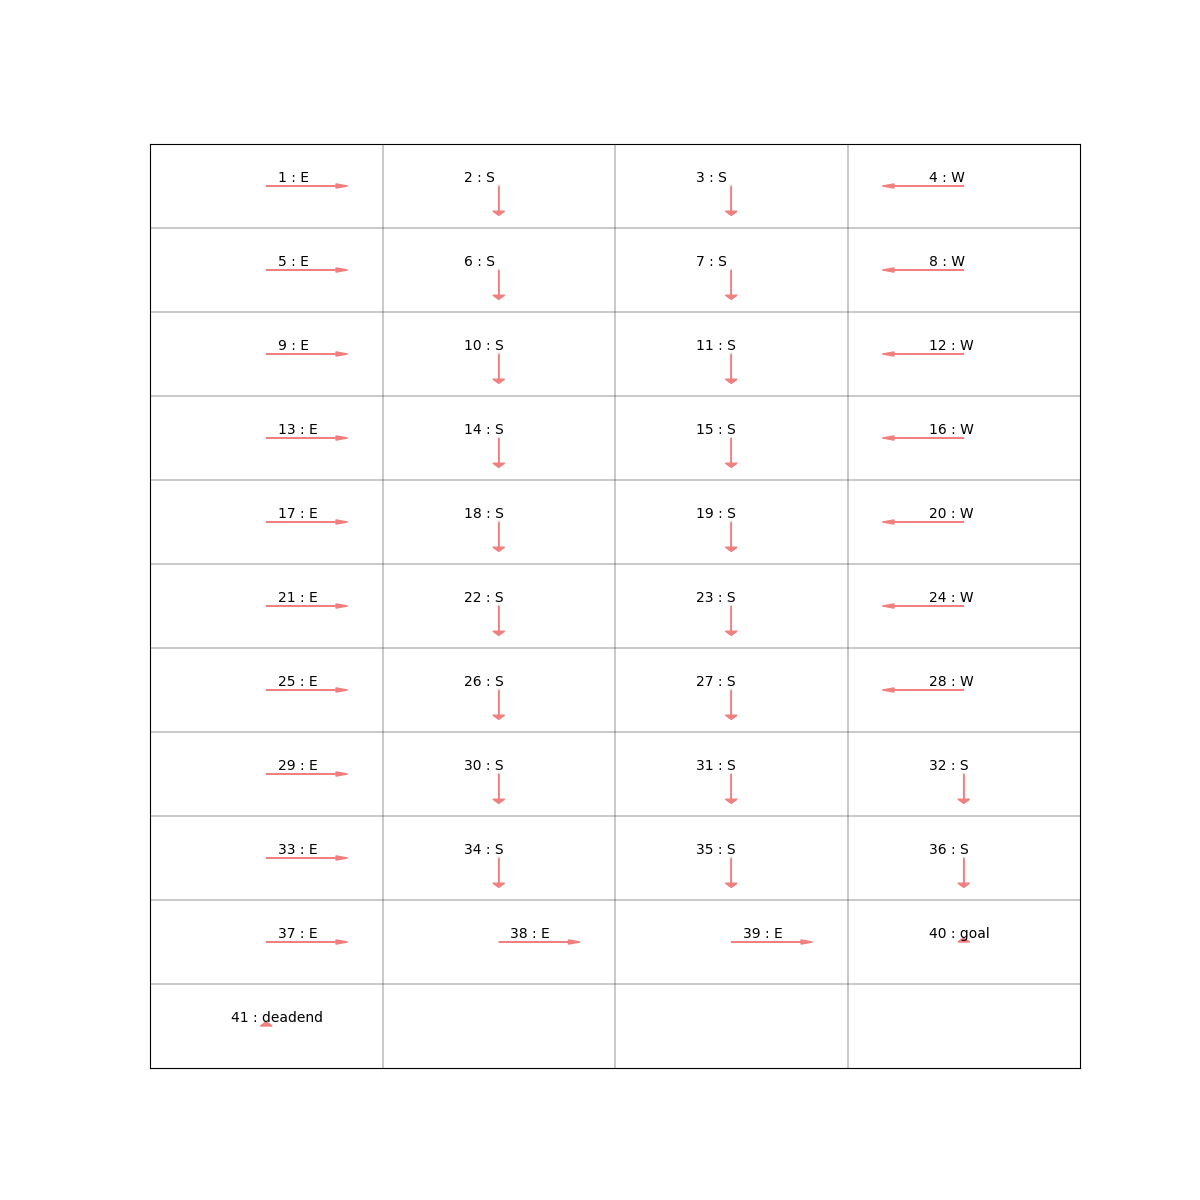 1 : E
2 : S
3 : S
4 : W
5 : E
6 : S
7 : S
8 : W
9 : E
10 : S
11 : S
12 : W
13 : E
14 : S
15 : S
16 : W
17 : E
18 : S
19 : S
20 : W
21 : E
22 : S
23 : S
24 : W
25 : E
26 : S
27 : S
28 : W
29 : E
30 : S
31 : S
32 : S
33 : E
34 : S
35 : S
36 : S
37 : E
38 : E
39 : E
40 : goal
41 : deadend